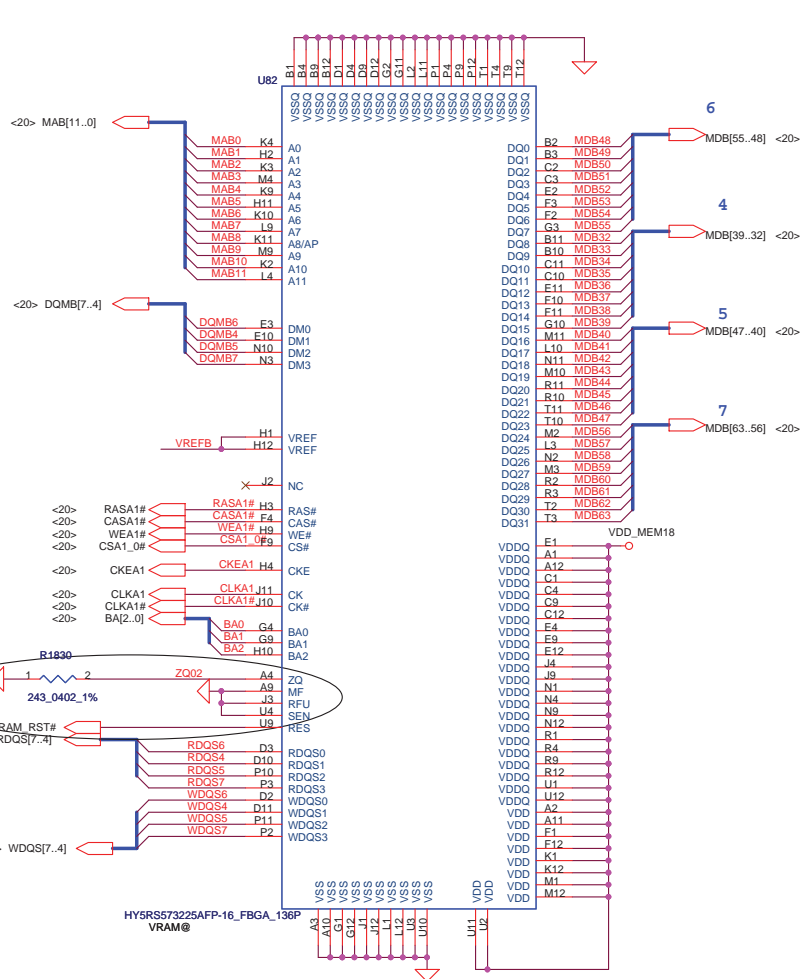 B1 B4 B9 B12 D1 D4 D9 D12 G2 G11 L2 L11 P1 P4 P9 P12 T1 T4 T9 T12
U82
VSSQ VSSQ VSSQ VSSQ VSSQ VSSQ VSSQ VSSQ VSSQ VSSQ VSSQ VSSQ VSSQ VSSQ VSSQ VSSQ VSSQ VSSQ VSSQ VSSQ
<20> MAB[11..0]
MAB0 K4 A0
MAB1 H2 A1
MAB2 K3 A2
MAB3 M4 A3
MAB4 K9 A4
MAB5 H11 A5
MAB6 K10 A6
MAB7 L9 A7
MAB8 K11 A8/AP
MAB9 M9 A9
MAB10 K2 A10
MAB11 L4 A11
<20> DQMB[7..4]
DQMB6 E3 DM0
DQMB4 E10 DM1
DQMB5 N10 DM2
DQMB7 N3 DM3
H1 VREF
VREFB H12 VREF
J2 NC
<20> RASA1# RASA1# H3 RAS#
<20> CASA1# CASA1# F4 CAS#
<20> WEA1# WEA1# H9 WE#
<20> CSA1_0# CSA1_0# F9 CS#
<20> CKEA1 CKEA1 H4 CKE
<20> CLKA1 CLKA1 J11 CK
<20> CLKA1# CLKA1# J10 CK#
<20> BA[2..0]
BA0 G4 BA0
BA1 G9 BA1
BA2 H10 BA2
R1830
1 2 ZQ02 A4 ZQ
243_0402_1%
A9 MF
J3 RFU
U4 SEN
RAM_RST# U9 RES
RDQS[7..4]
RDQS6 D3 RDQS0
RDQS4 D10 RDQS1
RDQS5 P10 RDQS2
RDQS7 P3 RDQS3
WDQS6 D2 WDQS0
WDQS4 D11 WDQS1
WDQS5 P11 WDQS2
WDQS7 P2 WDQS3
> WDQS[7..4]
6
MDB[55..48] <20>
DQ0 B2 MDB48
DQ1 B3 MDB49
DQ2 C2 MDB50
DQ3 C3 MDB51
DQ4 E2 MDB52
DQ5 F3 MDB53
DQ6 F2 MDB54
DQ7 G3 MDB55
4
MDB[39..32] <20>
DQ8 B11 MDB32
DQ9 B10 MDB33
DQ10 C11 MDB34
DQ11 C10 MDB35
DQ12 E11 MDB36
DQ13 F10 MDB37
DQ14 F11 MDB38
DQ15 G10 MDB39
5
MDB[47..40] <20>
DQ16 M11 MDB40
DQ17 L10 MDB41
DQ18 N11 MDB42
DQ19 M10 MDB43
DQ20 R11 MDB44
DQ21 R10 MDB45
DQ22 T11 MDB46
DQ23 T10 MDB47
7
MDB[63..56] <20>
DQ24 M2 MDB56
DQ25 L3 MDB57
DQ26 N2 MDB58
DQ27 M3 MDB59
DQ28 R2 MDB60
DQ29 R3 MDB61
DQ30 T2 MDB62
DQ31 T3 MDB63
VDD_MEM18
VDDQ E1
VDDQ A1
VDDQ A12
VDDQ C1
VDDQ C4
VDDQ C9
VDDQ C12
VDDQ E4
VDDQ E9
VDDQ E12
VDDQ J4
VDDQ J9
VDDQ N1
VDDQ N4
VDDQ N9
VDDQ N12
VDDQ R1
VDDQ R4
VDDQ R9
VDDQ R12
VDDQ U1
VDDQ U12
VDD A2
VDD A11
VDD F1
VDD F12
VDD K1
VDD K12
VDD M1
VDD M12
VSS VSS VSS VSS VSS VSS VSS VSS VSS VSS VDD VDD
HY5RS573225AFP-16_FBGA_136P
VRAM@
A3 A10 G1 G12 J1 J12 L1 L12 U3 U10 U11 U2